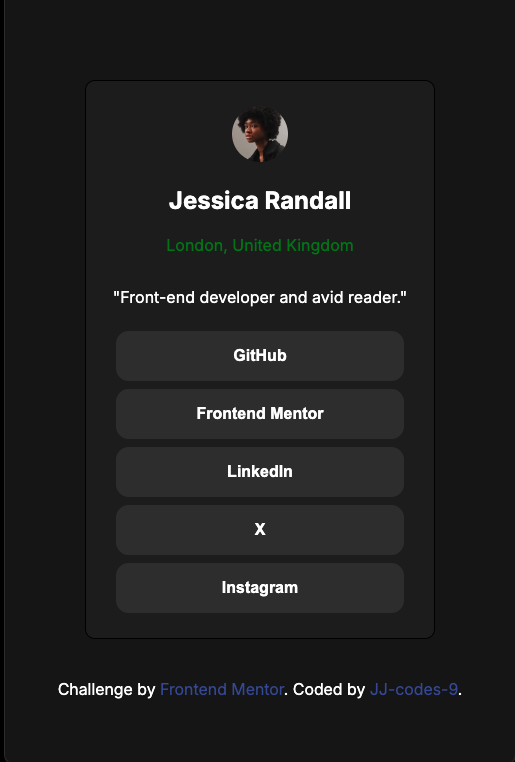 Jessica Randall
London, United Kingdom
"Front-end developer and avid reader."
GitHub
Frontend Mentor
LinkedIn
X
Instagram
Challenge by Frontend Mentor. Coded by JJ-codes-9.